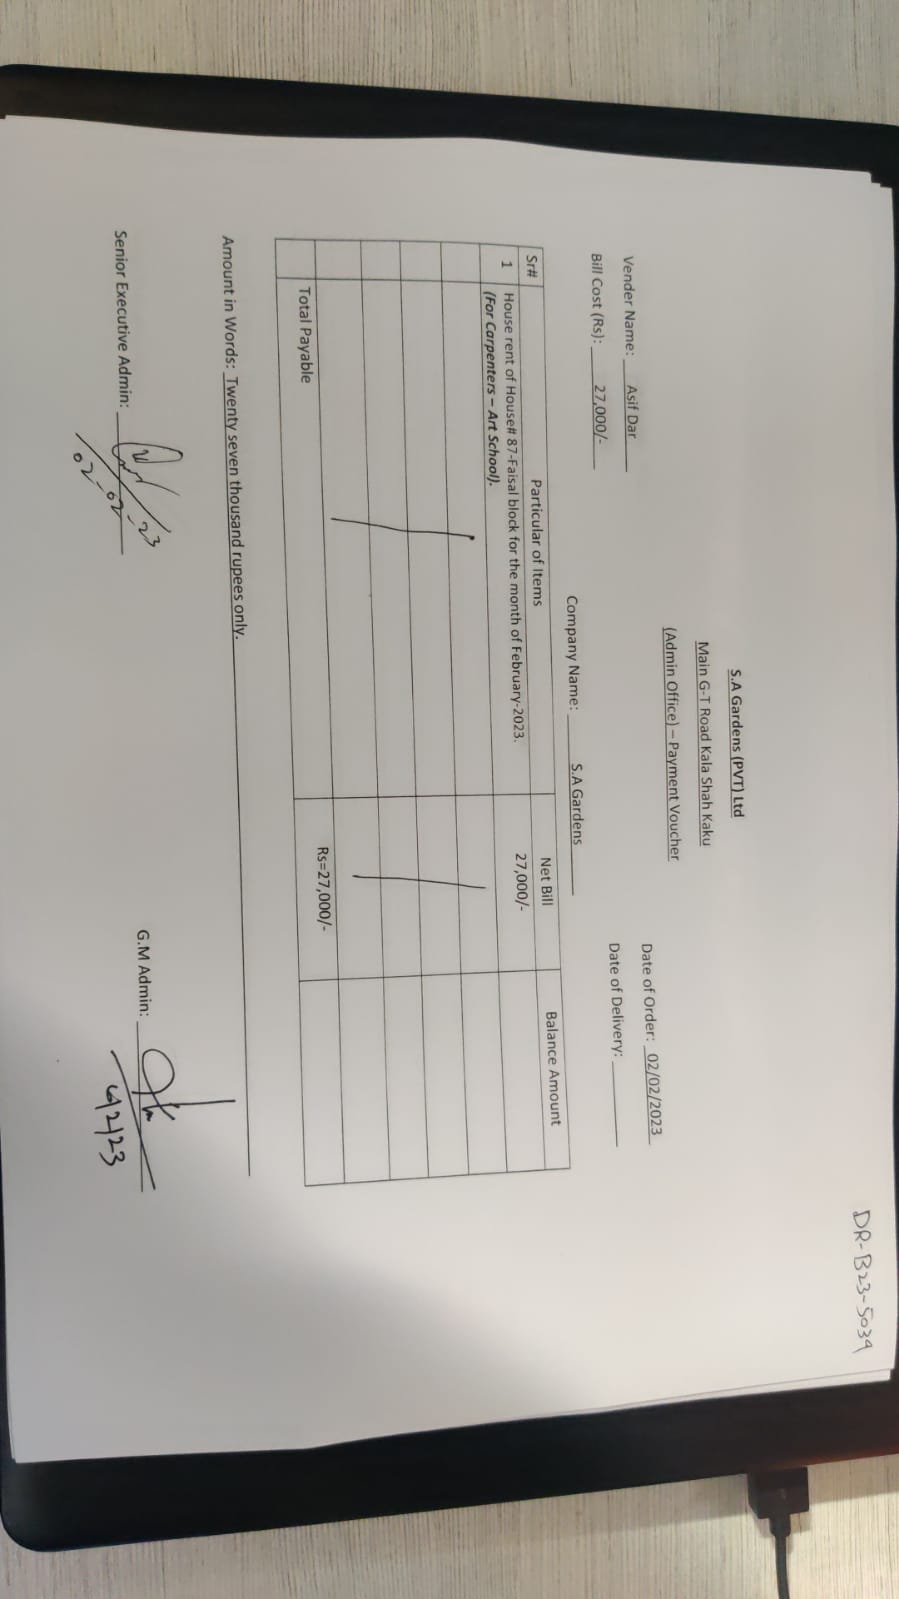 DR-B23-5039
S.A Gardens (PVT) Ltd
Main G-T Road Kala Shah Kaku
(Admin Office) – Payment Voucher
Vender Name: Asif Dar Date of Order: 02/02/2023
Bill Cost (Rs): 27,000/- Date of Delivery:
Company Name: S.A Gardens
Sr# Particular of Items Net Bill Balance Amount
1 House rent of House# 87-Faisal block for the month of February-2023. 27,000/-
(For Carpenters – Art School).
Total Payable Rs=27,000/-
Amount in Words: Twenty seven thousand rupees only.
Senior Executive Admin: G.M Admin:
02-02-23